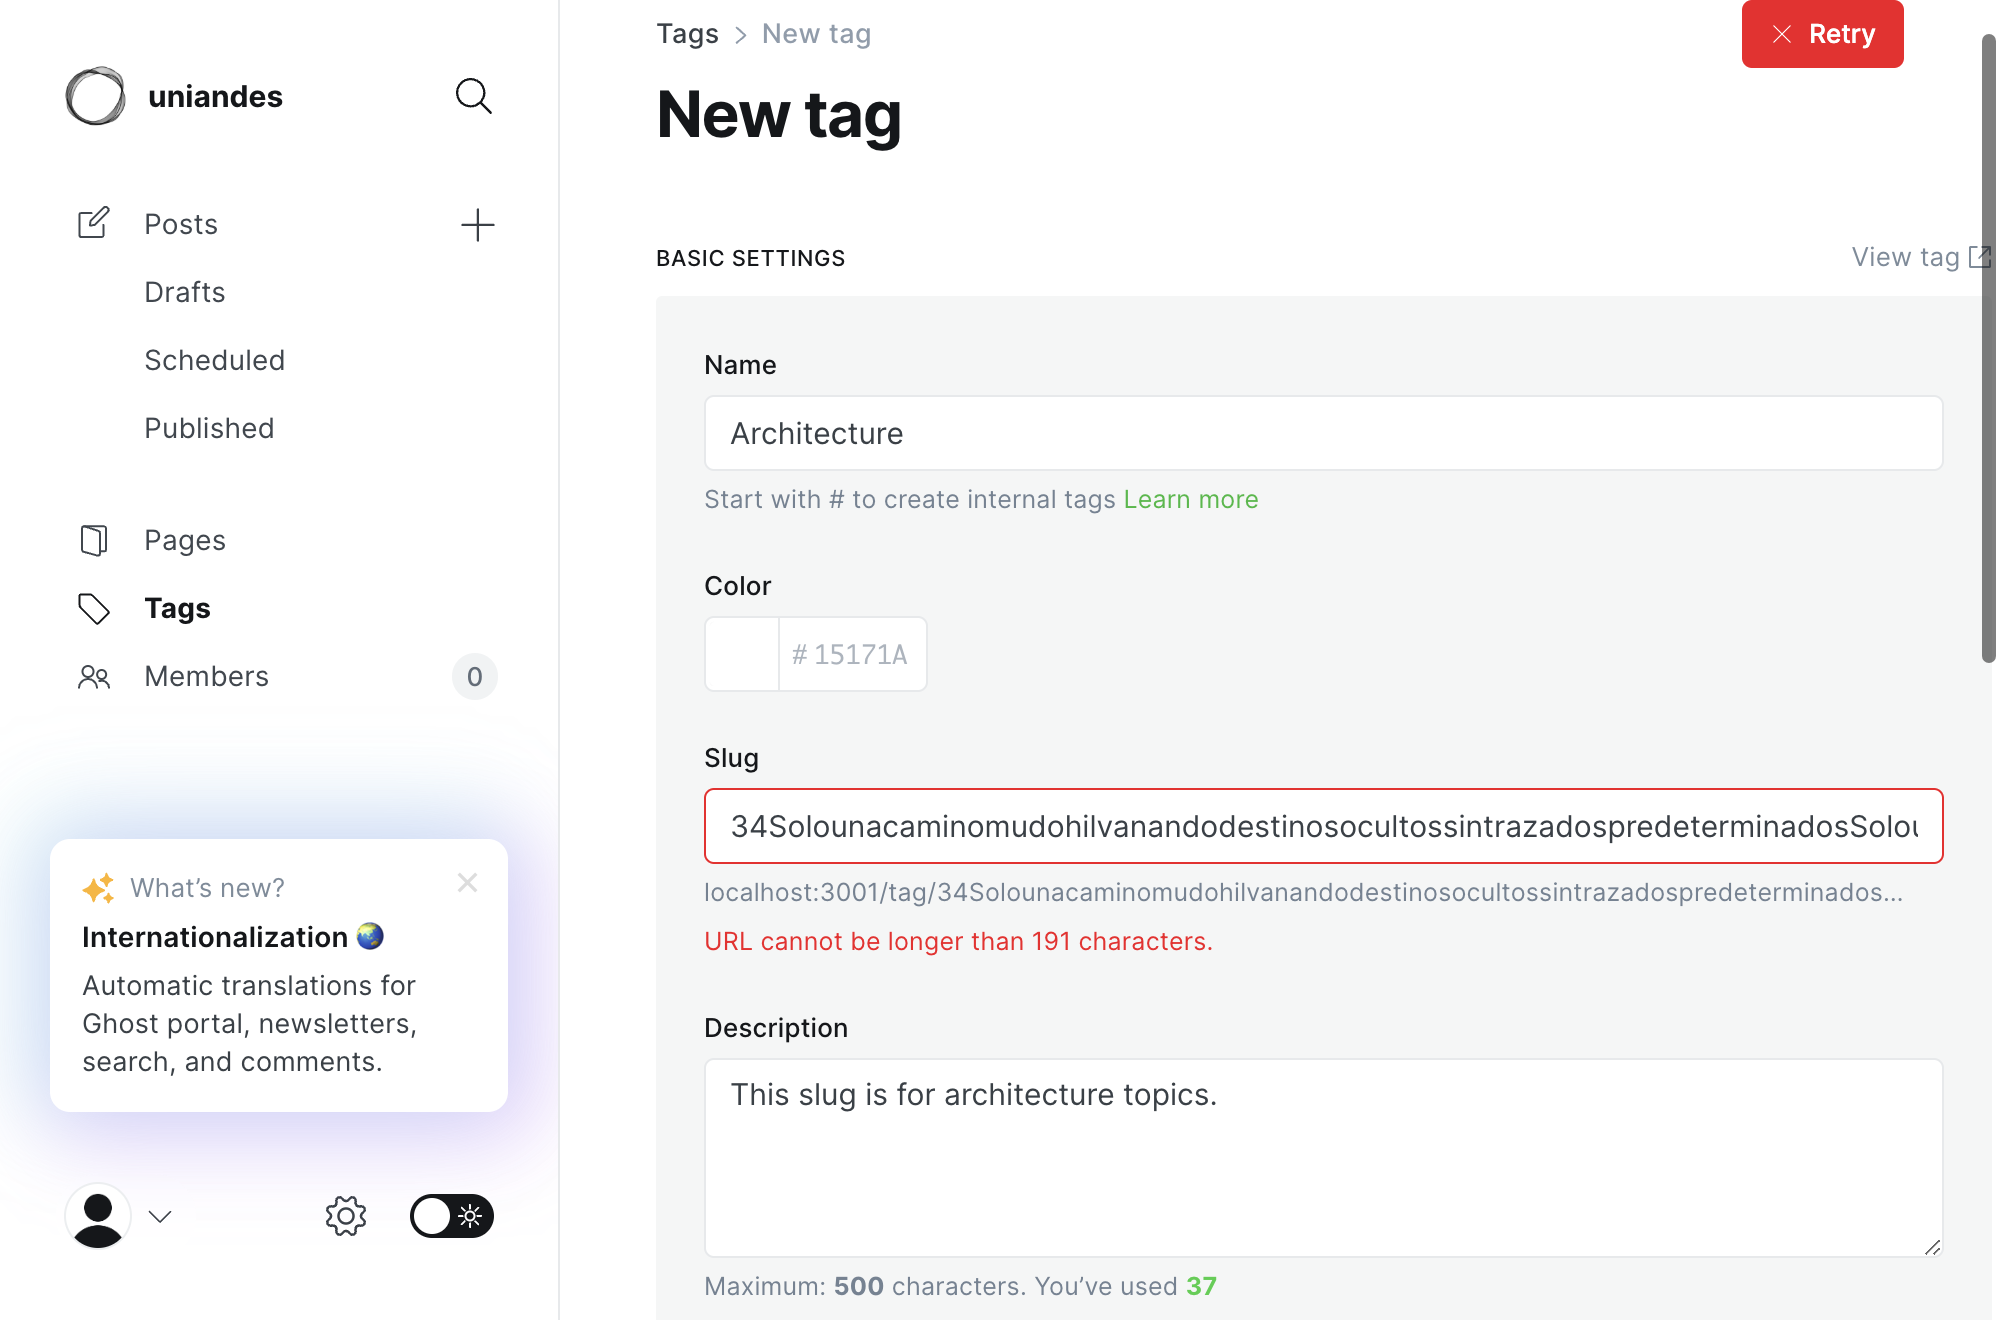 uniandes
Posts
Drafts
Scheduled
Published
Pages
Tags
Members
0
What's new?
Internationalization
Automatic translations for
Ghost portal, newsletters,
search, and comments.
Tags > New tag
Retry
New tag
BASIC SETTINGS
View tag
Name
Architecture
Start with # to create internal tags Learn more
Color
# 15171A
Slug
34SolounacaminomudohilvanandodestinosocultossintrazadospredeterminadosSolou
localhost:3001/tag/34Solounacaminomudohilvanandodestinosocultossintrazadospredeterminados...
URL cannot be longer than 191 characters.
Description
This slug is for architecture topics.
Maximum: 500 characters. You’ve used 37